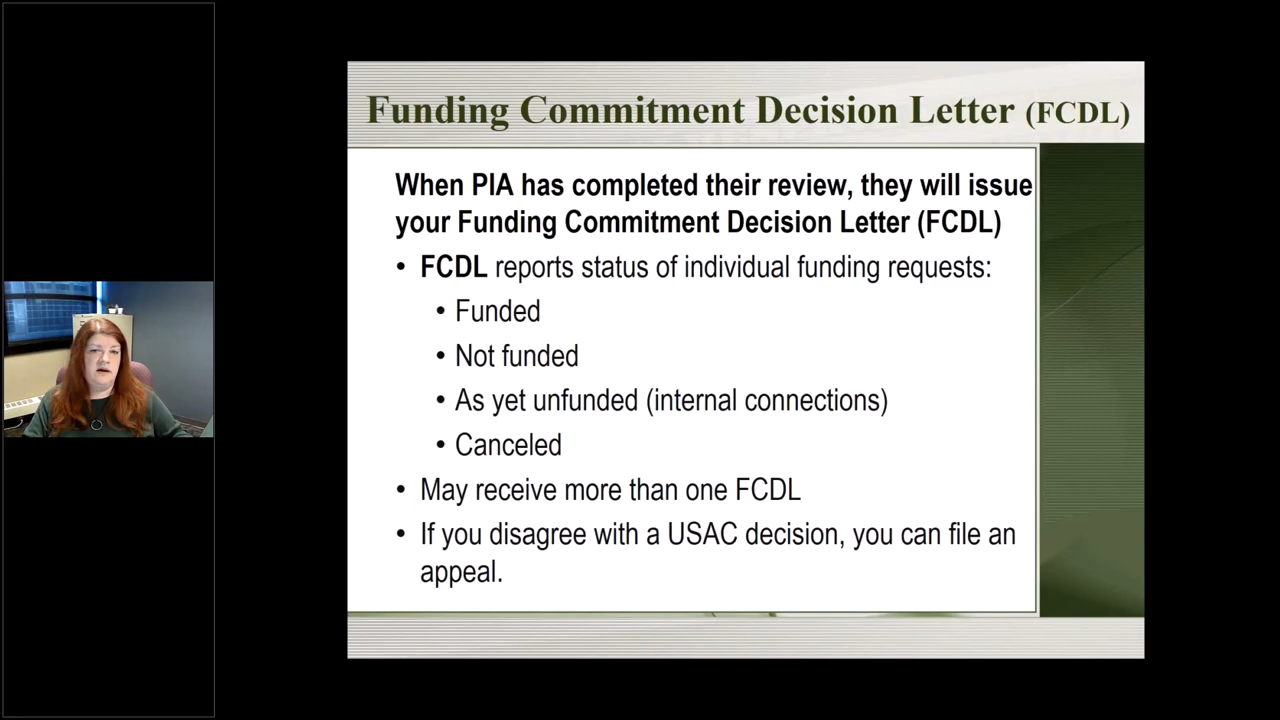 Funding Commitment Decision Letter (FCDL)
When PIA has completed their review, they will issue
your Funding Commitment Decision Letter (FCDL)
• FCDL reports status of individual funding requests:
• Funded
• Not funded
• As yet unfunded (internal connections)
• Canceled
• May receive more than one FCDL
• If you disagree with a USAC decision, you can file an
appeal.